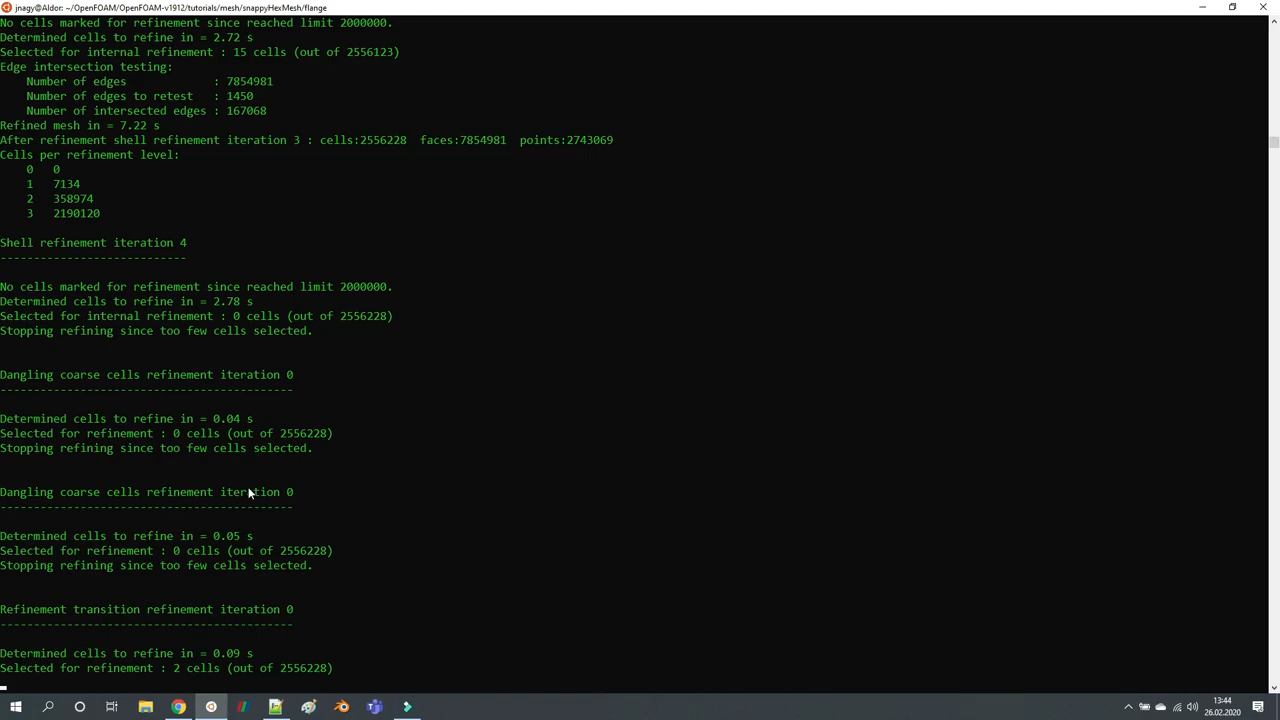 jnagy@Aldor: ~/OpenFOAM/OpenFOAM-v1912/tutorials/mesh/snappyHexMesh/flange
No cells marked for refinement since reached limit 2000000.
Determined cells to refine in = 2.72 s
Selected for internal refinement : 15 cells (out of 2556123)
Edge intersection testing:
    Number of edges             : 7854981
    Number of edges to retest   : 1450
    Number of intersected edges : 167068
Refined mesh in = 7.22 s
After refinement shell refinement iteration 3 : cells:2556228  faces:7854981  points:2743069
Cells per refinement level:
    0   0
    1   7134
    2   358974
    3   2190120
Shell refinement iteration 4
----------------------------
No cells marked for refinement since reached limit 2000000.
Determined cells to refine in = 2.78 s
Selected for internal refinement : 0 cells (out of 2556228)
Stopping refining since too few cells selected.
Dangling coarse cells refinement iteration 0
--------------------------------------------
Determined cells to refine in = 0.04 s
Selected for refinement : 0 cells (out of 2556228)
Stopping refining since too few cells selected.
Dangling coarse cells refinement iteration 0
--------------------------------------------
Determined cells to refine in = 0.05 s
Selected for refinement : 0 cells (out of 2556228)
Stopping refining since too few cells selected.
Refinement transition refinement iteration 0
--------------------------------------------
Determined cells to refine in = 0.09 s
Selected for refinement : 2 cells (out of 2556228)
13:44
26.02.2020